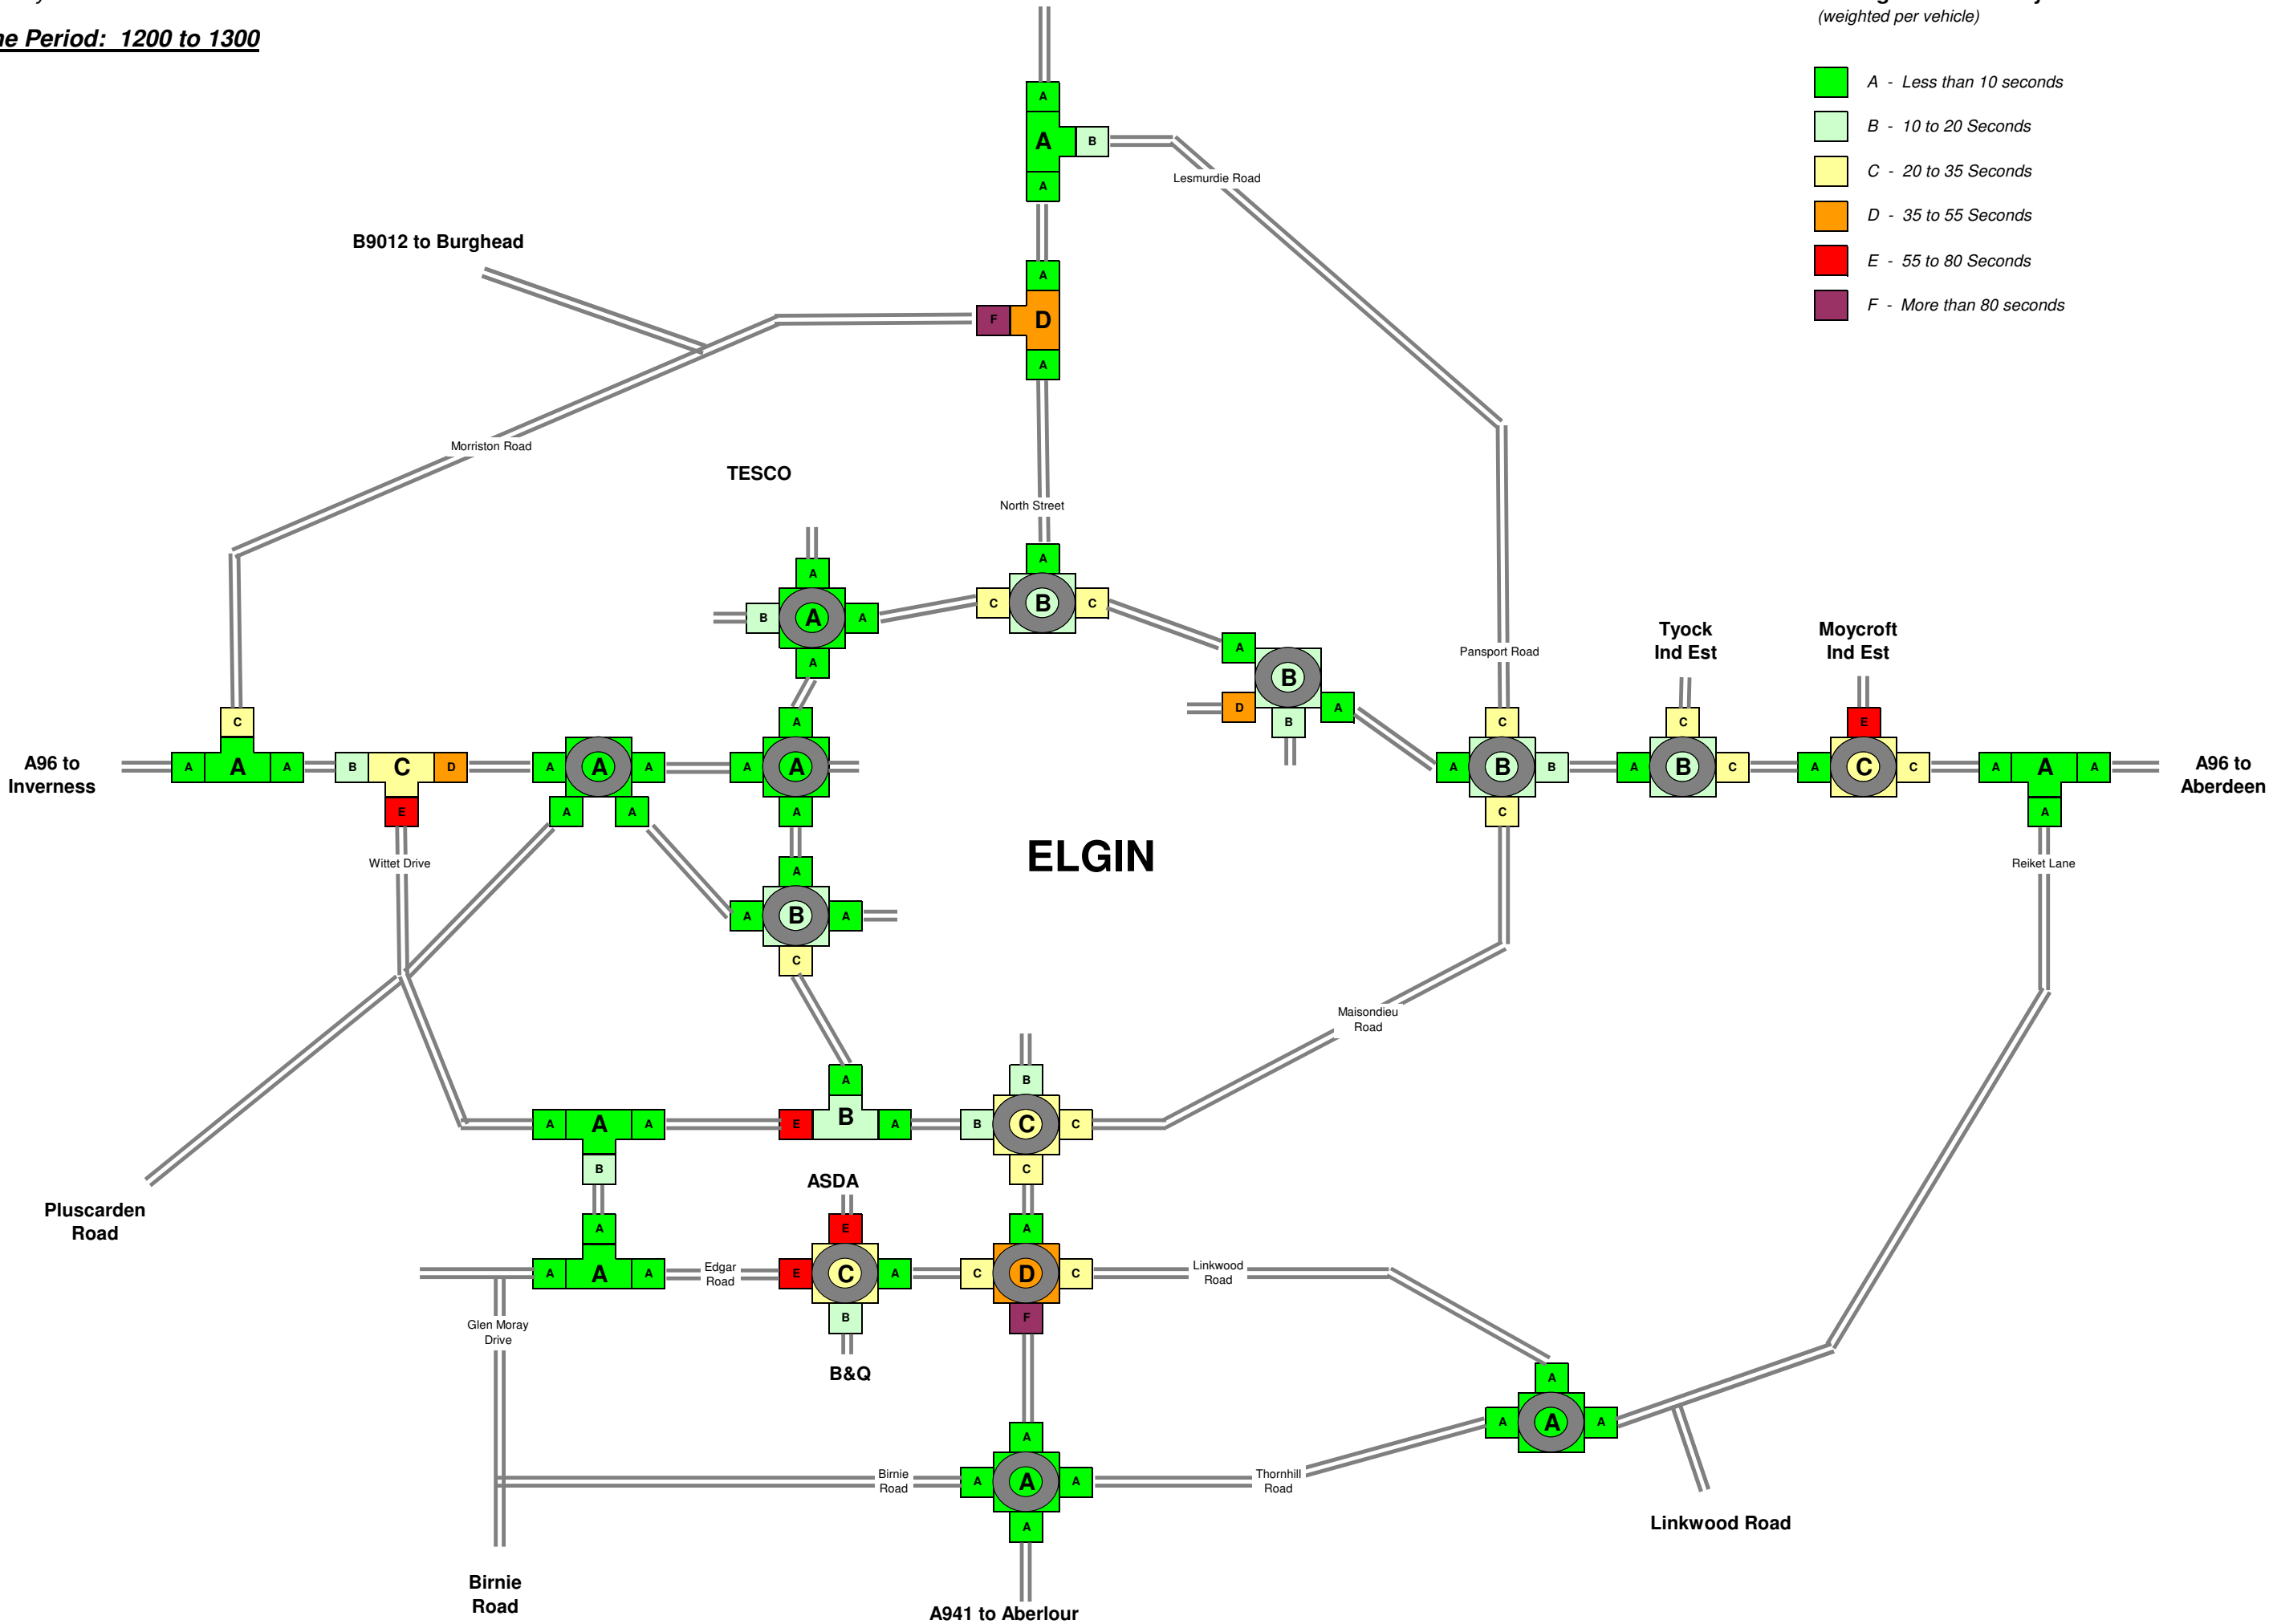 1200 to 1300
Period:
(weighted per vehicle)
A - Less than 10 seconds
B - 10 to 20 Seconds
C - 20 to 35 Seconds
D - 35 to 55 Seconds
E - 55 to 80 Seconds
F - More than 80 seconds
A
A
B
A
Lesmurdie Road
B9012 to Burghead
A
F
D
A
Morriston Road
TESCO
North Street
A
A
C
B
C
B
A
A
A
Tyock
Ind Est
Moycroft
Ind Est
Pansport Road
A
B
D
A
B
C
A
A
C
C
E
A96 to
Inverness
A
A
A
B
C
D
A
A
A
A
A
A
B
B
A
B
C
A
C
C
A
A
A
A96 to
Aberdeen
E
A
A
A
C
A
Wittet Drive
Reiket Lane
ELGIN
A
A
B
A
C
Maisondieu
Road
A
B
A
A
A
E
B
A
B
C
C
B
C
ASDA
Pluscarden
Road
A
E
A
A
A
A
Edgar
Road
E
C
A
C
D
C
Linkwood
Road
B
F
Glen Moray
Drive
B&Q
A
A
A
A
A
Birnie
Road
A
A
A
Thornhill
Road
A
Linkwood Road
Birnie
Road
A941 to Aberlour